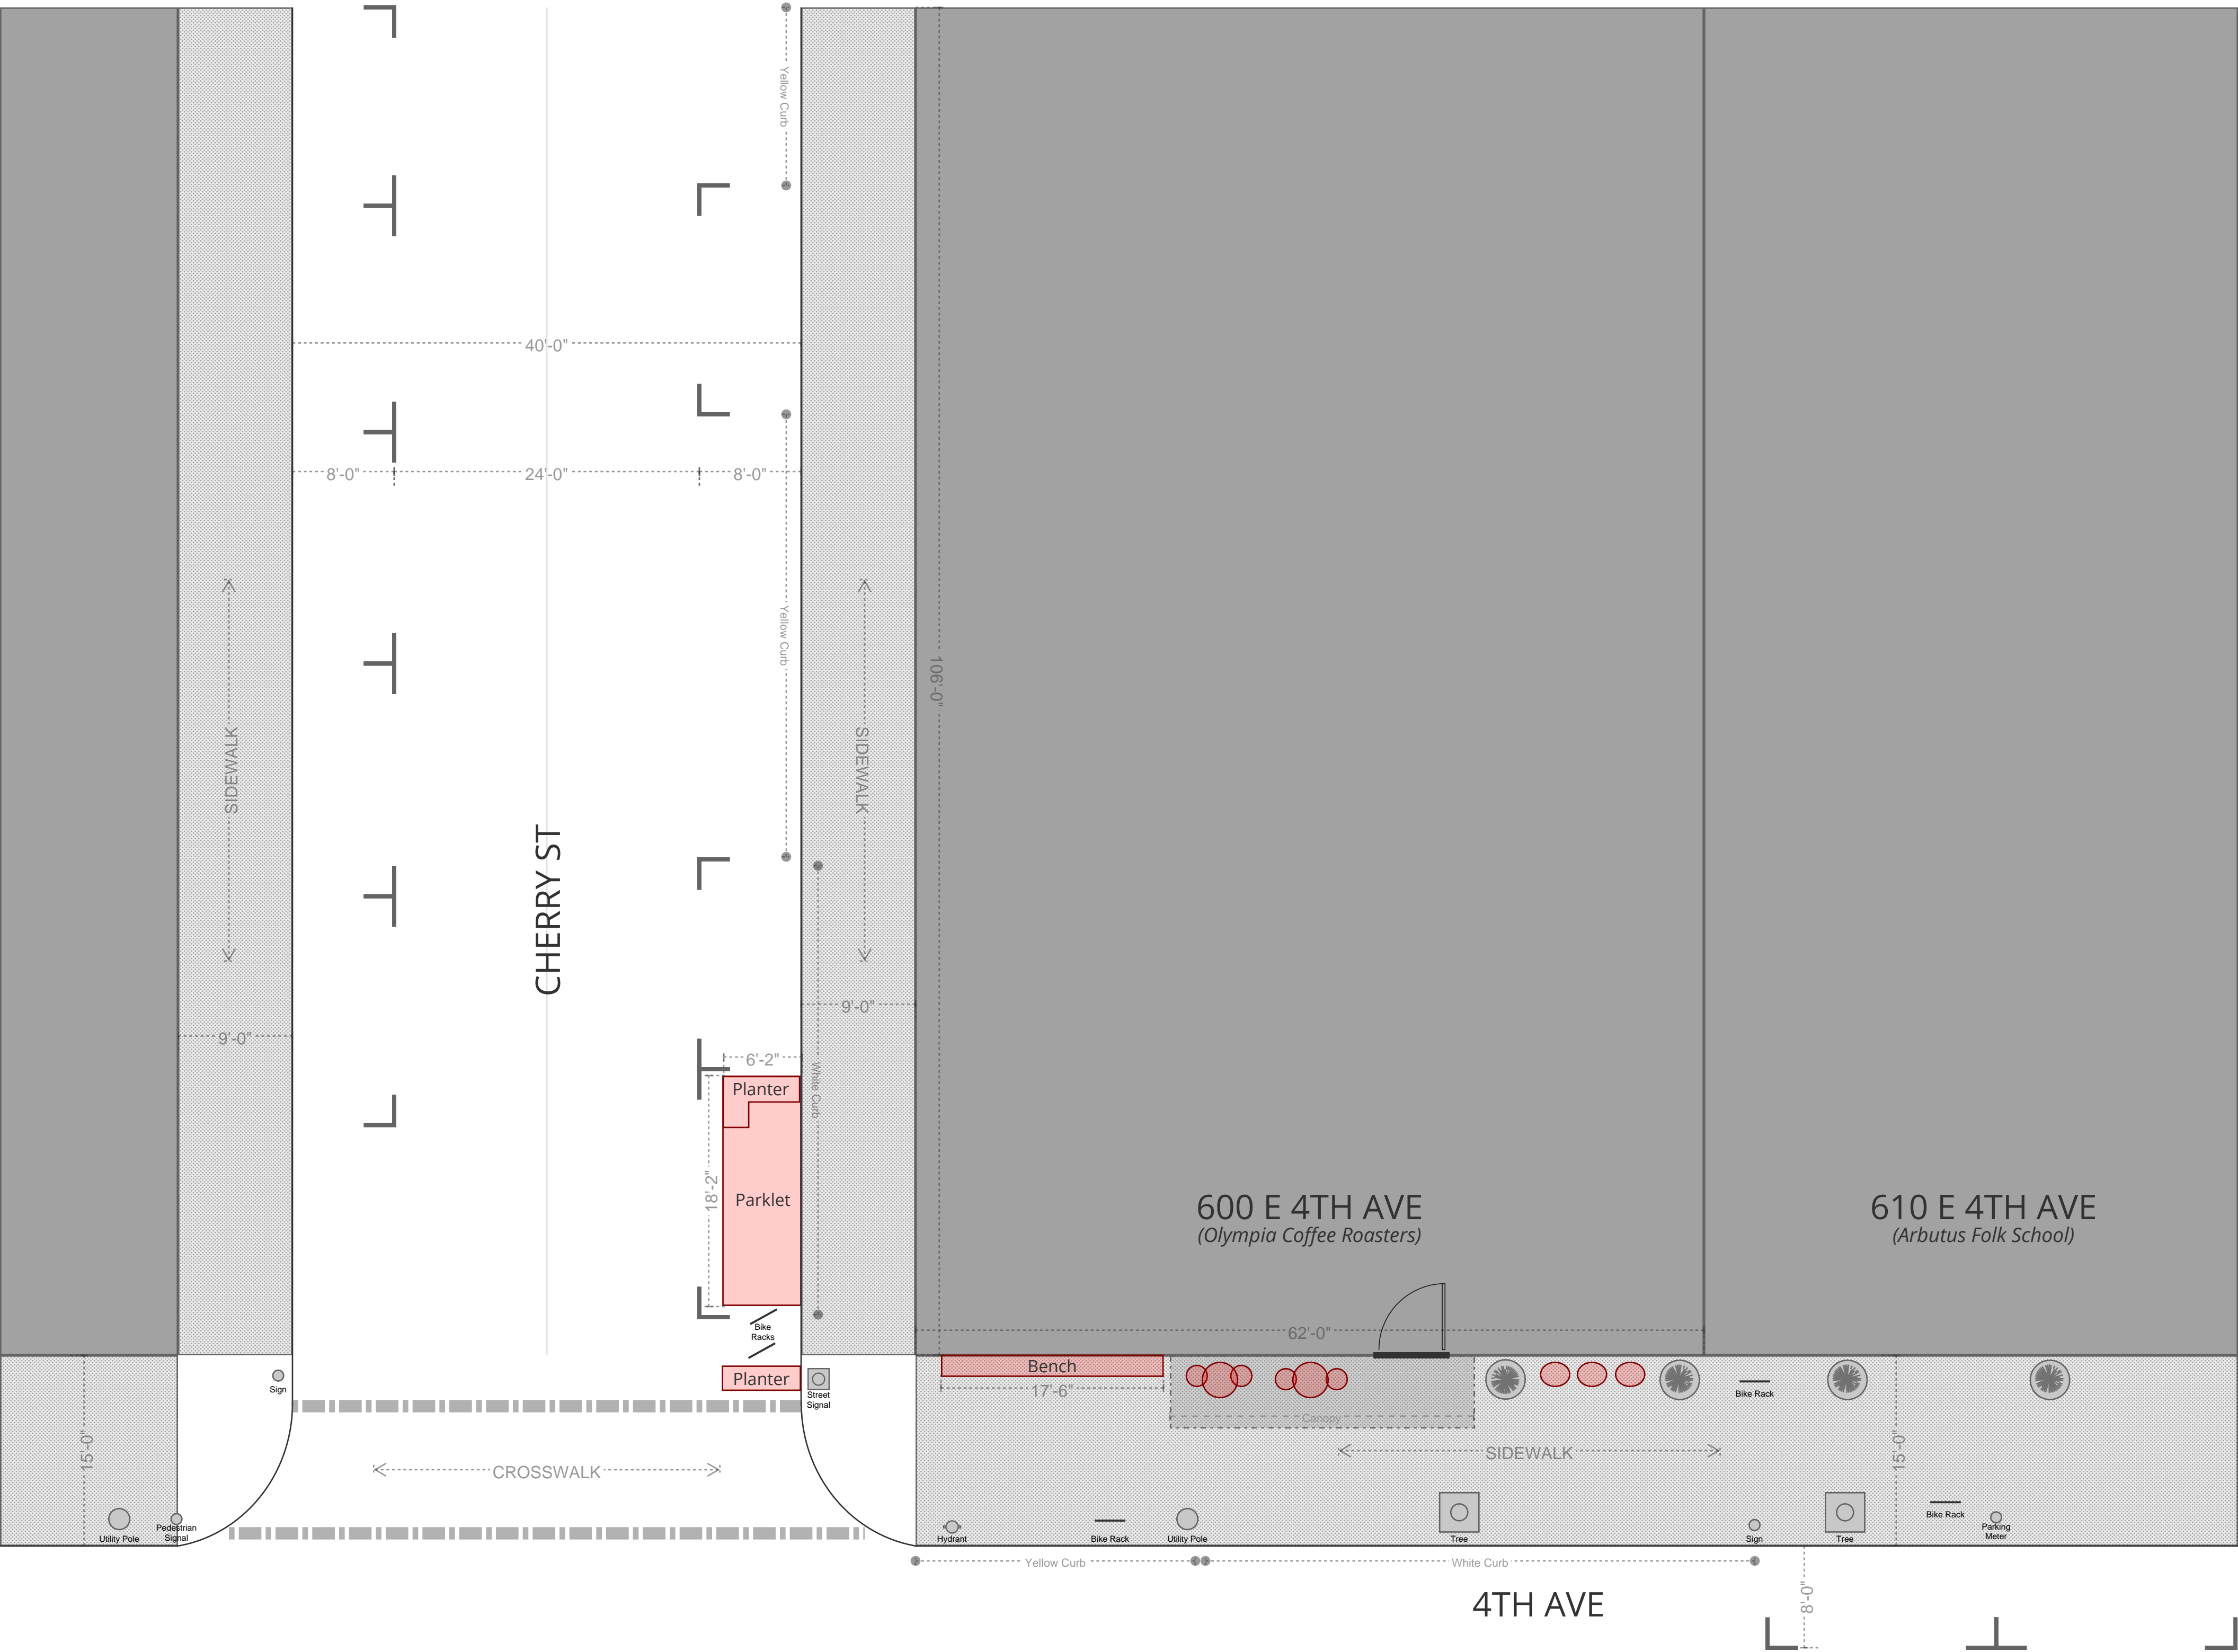 Yellow Curb
40'-0"
8'-0"
24'-0"
8'-0"
Yellow Curb
106'-0"
SIDEWALK
SIDEWALK
CHERRY ST
9'-0"
9'-0"
6'-2"
White Curb
Planter
18'-2"
Parklet
600 E 4TH AVE
(Olympia Coffee Roasters)
610 E 4TH AVE
(Arbutus Folk School)
Bike
Racks
62'-0"
Planter
Sign
Street
Signal
Bench
17'-6"
Bike Rack
Canopy
15'-0"
CROSSWALK
SIDEWALK
15'-0"
Utility Pole
Pedestrian
Signal
Hydrant
Bike Rack
Utility Pole
Tree
Sign
Tree
Bike Rack
Parking
Meter
Yellow Curb
White Curb
4TH AVE
8'-0"